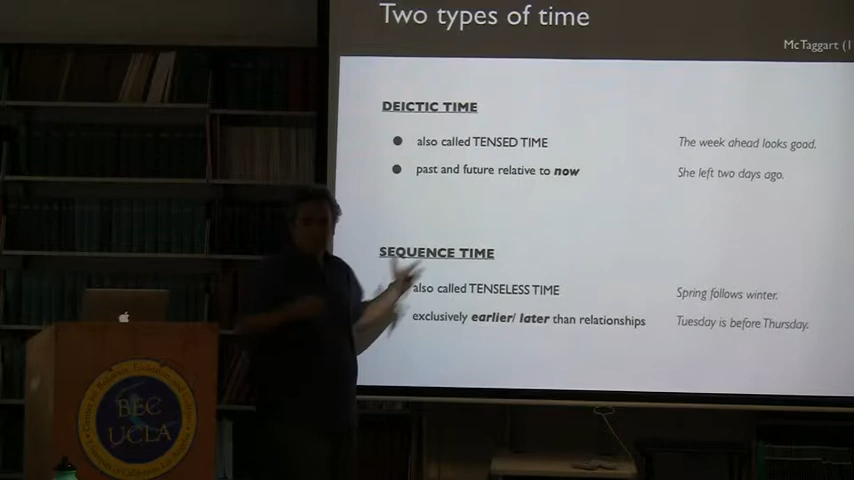 Two types of time
McTaggart (1
DEICTIC TIME
also called TENSED TIME
The week ahead looks good.
past and future relative to now
She left two days ago.
SEQUENCE TIME
also called TENSELESS TIME
Spring follows winter.
exclusively earlier/ later than relationships
Tuesday is before Thursday.
BEC
UCLA